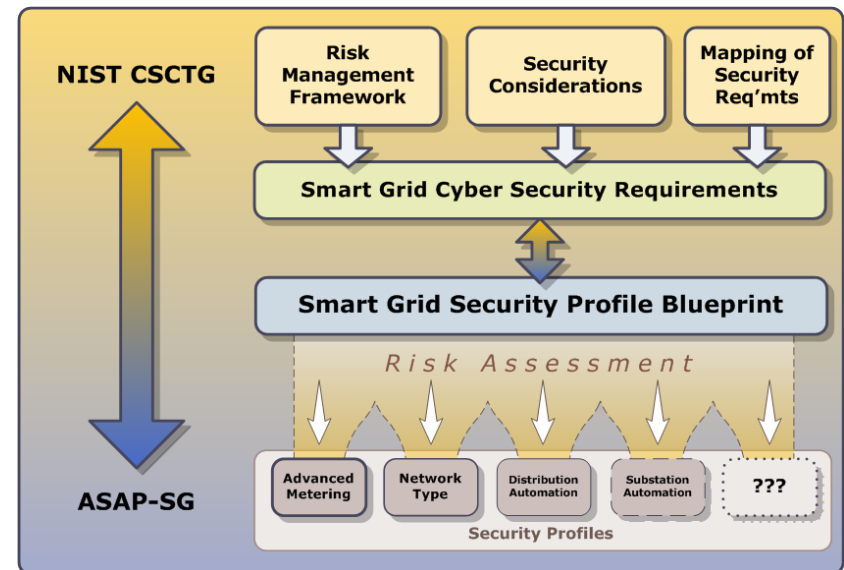 NIST CSCTG
Risk
Management
Framework
Security
Considerations
Mapping of
Security
Req'mts
Smart Grid Cyber Security Requirements
Smart Grid Security Profile Blueprint
Risk Assessment
ASAP-SG
Advanced
Metering
Network
Type
Distribution
Automation
Substation
Automation
???
Security Profiles